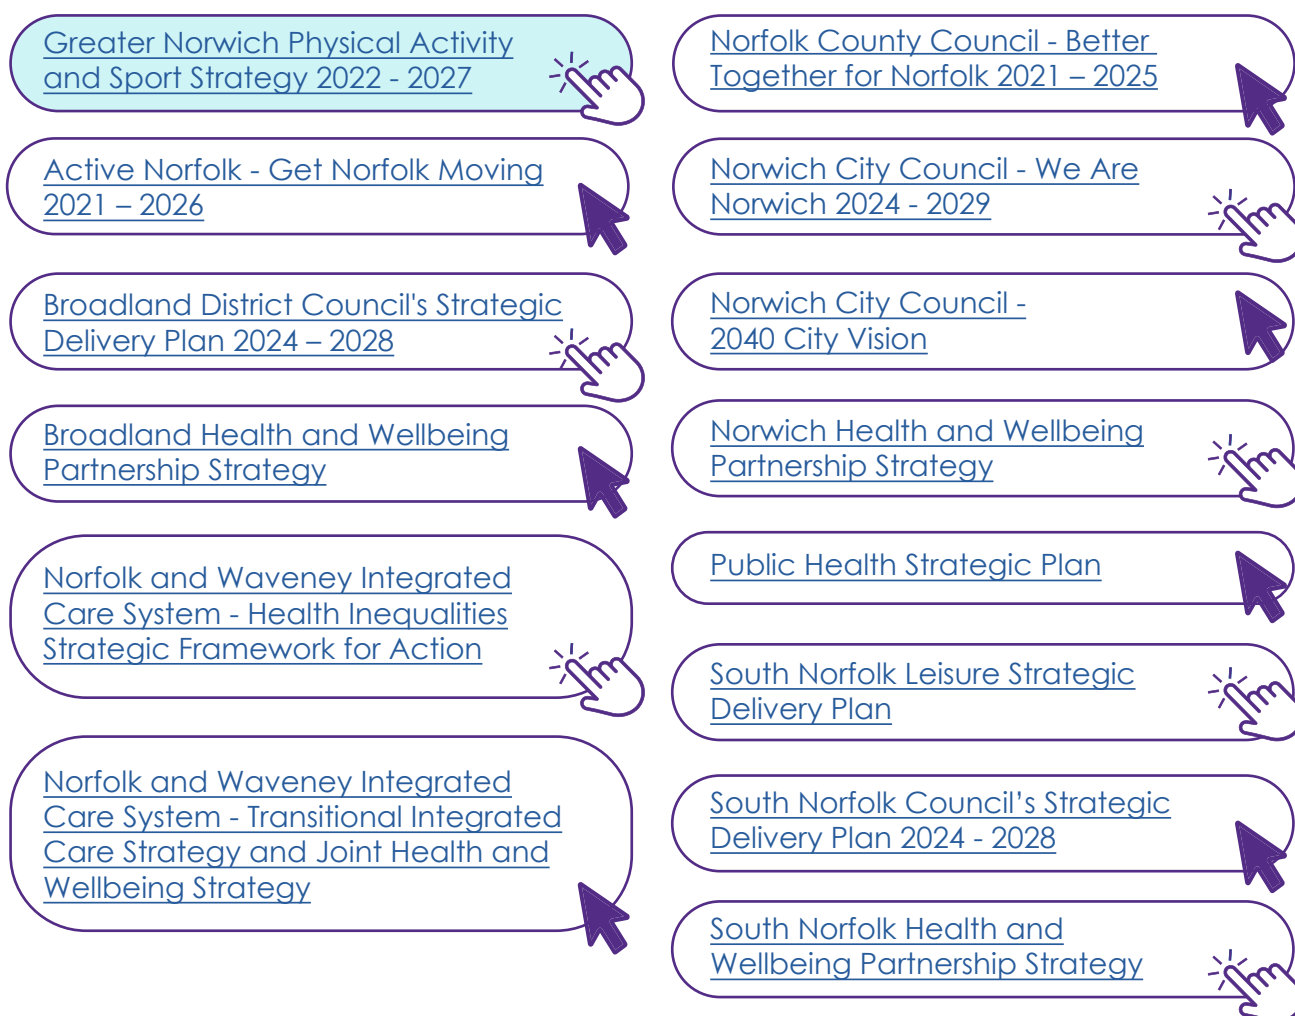 Greater Norwich Physical Activity
and Sport Strategy 2022 - 2027
Active Norfolk - Get Norfolk Moving
2021 – 2026
Broadland District Council's Strategic
Delivery Plan 2024 – 2028
Broadland Health and Wellbeing
Partnership Strategy
Norfolk and Waveney Integrated
Care System - Health Inequalities
Strategic Framework for Action
Norfolk and Waveney Integrated
Care System - Transitional Integrated
Care Strategy and Joint Health and
Wellbeing Strategy
Norfolk County Council - Better
Together for Norfolk 2021 – 2025
Norwich City Council - We Are
Norwich 2024 - 2029
Norwich City Council -
2040 City Vision
Norwich Health and Wellbeing
Partnership Strategy
Public Health Strategic Plan
South Norfolk Leisure Strategic
Delivery Plan
South Norfolk Council’s Strategic
Delivery Plan 2024 - 2028
South Norfolk Health and
Wellbeing Partnership Strategy